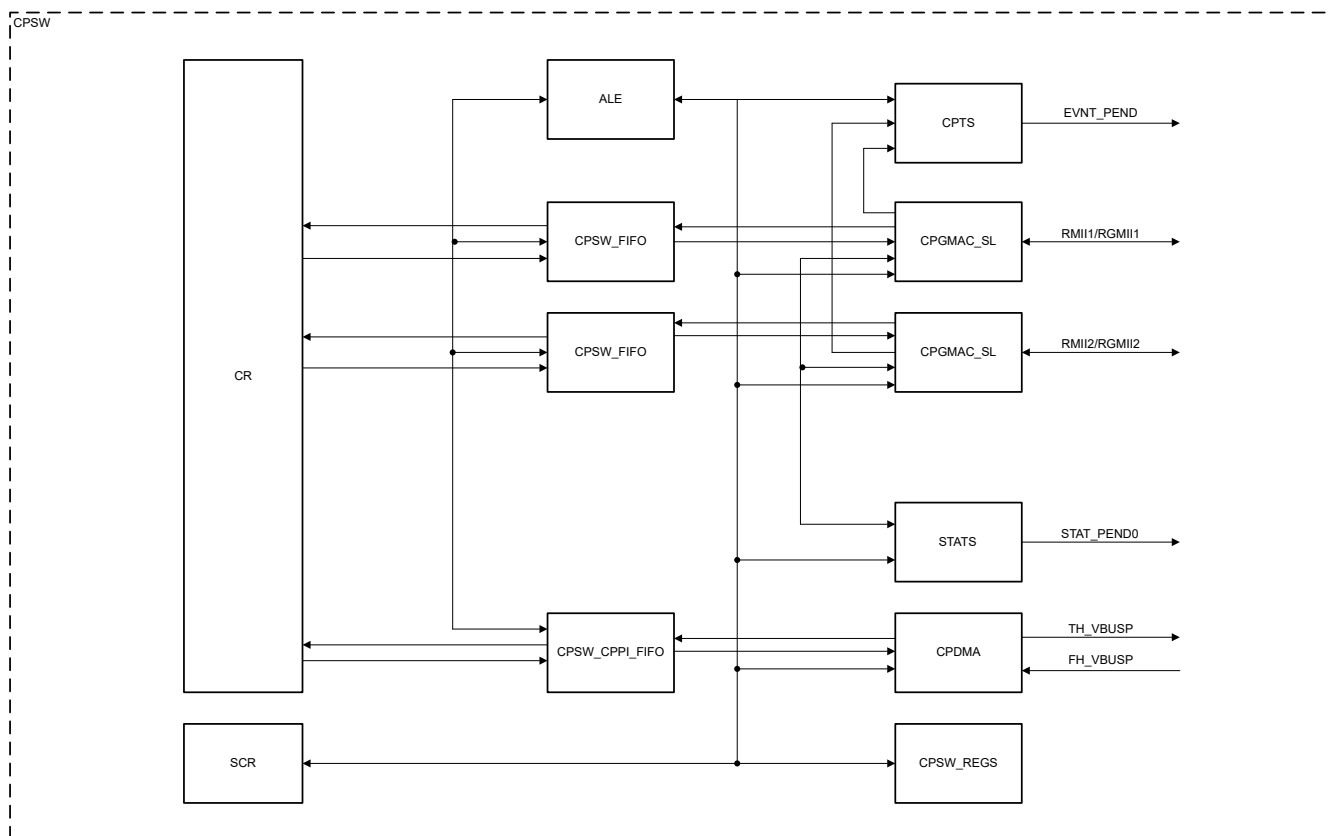 CPSW
ALE
CPTS
EVNT_PEND
CPSW_FIFO
CPGMAC_SL
RMII1/RGMII1
CPSW_FIFO
CPGMAC_SL
RMII2/RGMII2
CR
STATS
STAT_PEND0
CPSW_CPPI_FIFO
CPDMA
TH_VBUSP
FH_VBUSP
SCR
CPSW_REGS